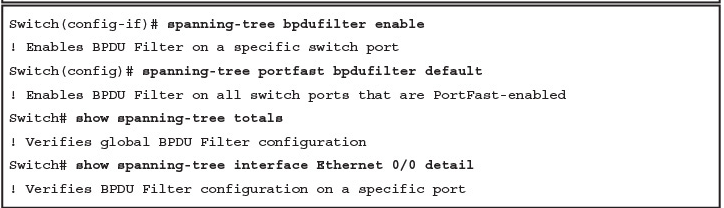 Switch(config-if)# spanning-tree bpdufilter enable
! Enables BPDU Filter on a specific switch port
Switch(config)# spanning-tree portfast bpdufilter default
! Enables BPDU Filter on all switch ports that are PortFast-enabled
Switch# show spanning-tree totals
! Verifies global BPDU Filter configuration
Switch# show spanning-tree interface Ethernet 0/0 detail
! Verifies BPDU Filter configuration on a specific port